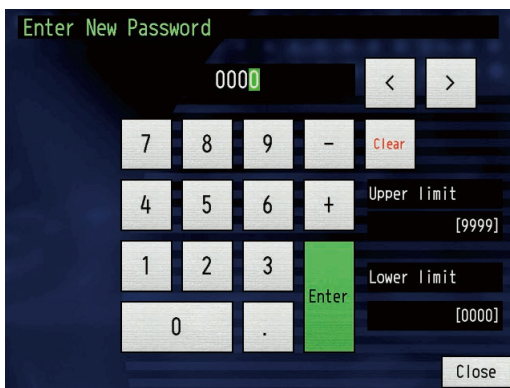 Enter New Password
0000
< >
7 8 9 - Clear
4 5 6 + Upper limit
[9999]
1 2 3 Enter Lower limit
0 . [0000]
Close